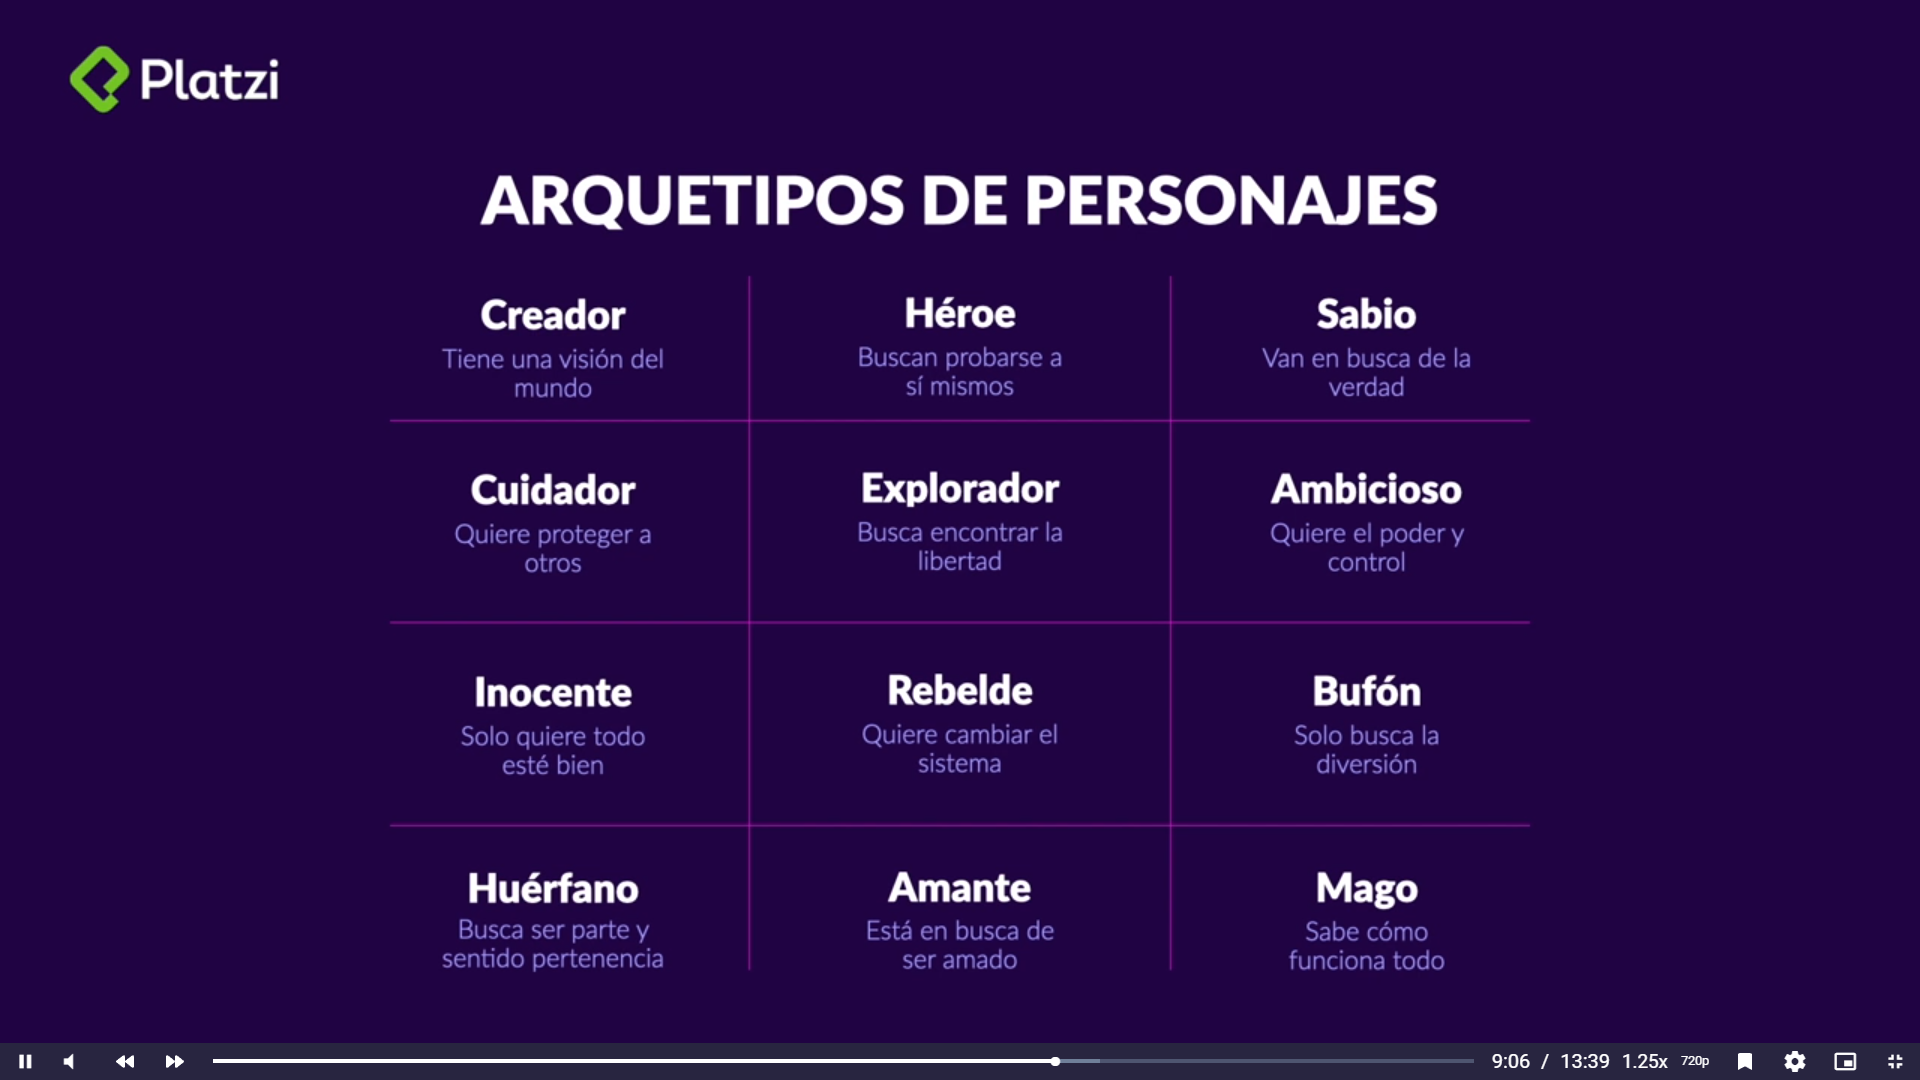 Platzi
ARQUETIPOS DE PERSONAJES
Creador
Tiene una visión del
mundo
Héroe
Buscan probarse a
sí mismos
Sabio
Van en busca de la
verdad
Cuidador
Quiere proteger a
otros
Explorador
Busca encontrar la
libertad
Ambicioso
Quiere el poder y
control
Inocente
Solo quiere todo
esté bien
Rebelde
Quiere cambiar el
sistema
Bufón
Solo busca la
diversión
Huérfano
Busca ser parte y
sentido pertenencia
Amante
Está en busca de
ser amado
Mago
Sabe cómo
funciona todo
9:06 / 13:39 1.25x 720p